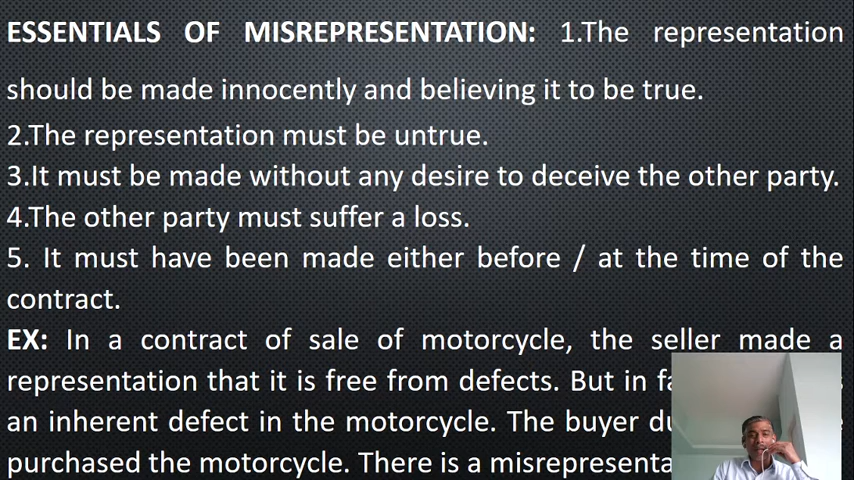 ESSENTIALS OF MISREPRESENTATION: 1.The representation
should be made innocently and believing it to be true.
2.The representation must be untrue.
3.It must be made without any desire to deceive the other party.
4.The other party must suffer a loss.
5. It must have been made either before / at the time of the
contract.
EX: In a contract of sale of motorcycle, the seller made a
representation that it is free from defects. But in
an inherent defect in the motorcycle. The buyer
purchased the motorcycle. There is a